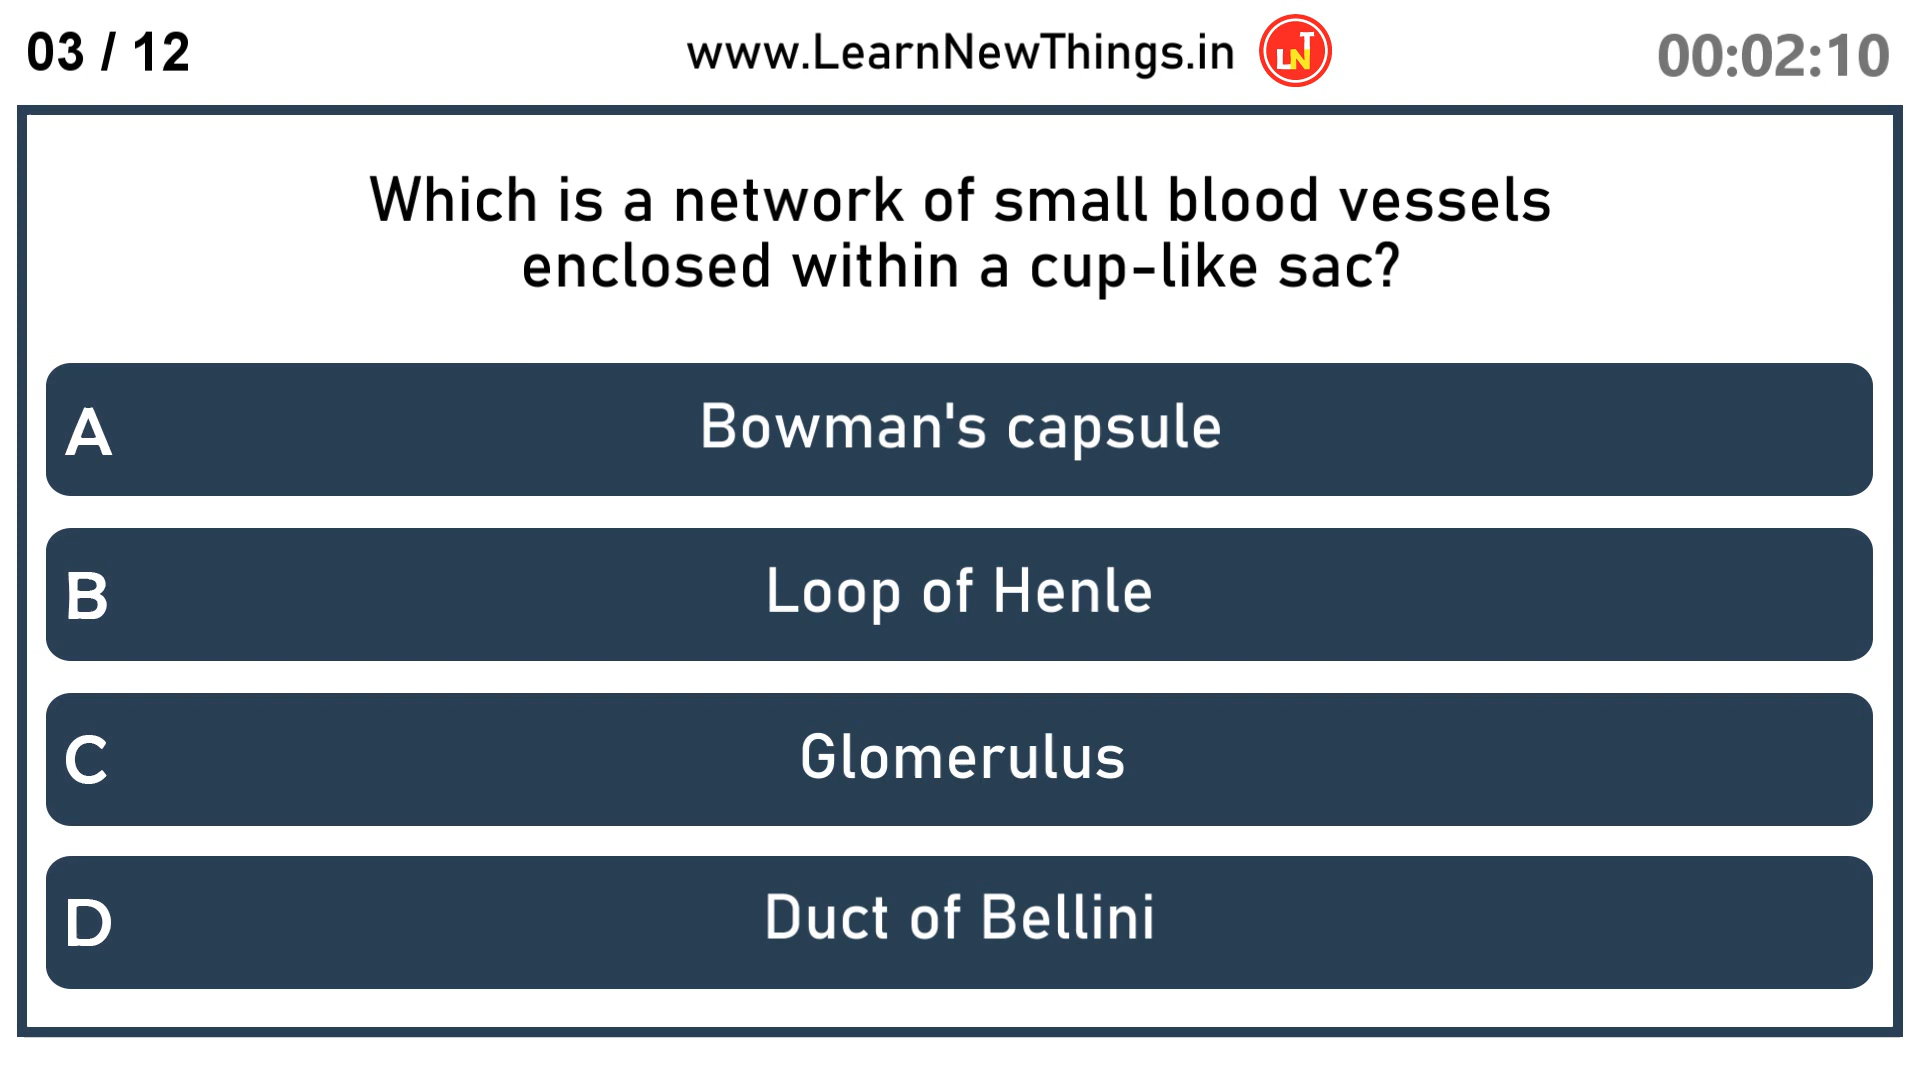 03 / 12
www.LearnNewThings.in
LNT
00:02:10
Which is a network of small blood vessels
enclosed within a cup-like sac?
A
Bowman's capsule
B
Loop of Henle
C
Glomerulus
D
Duct of Bellini